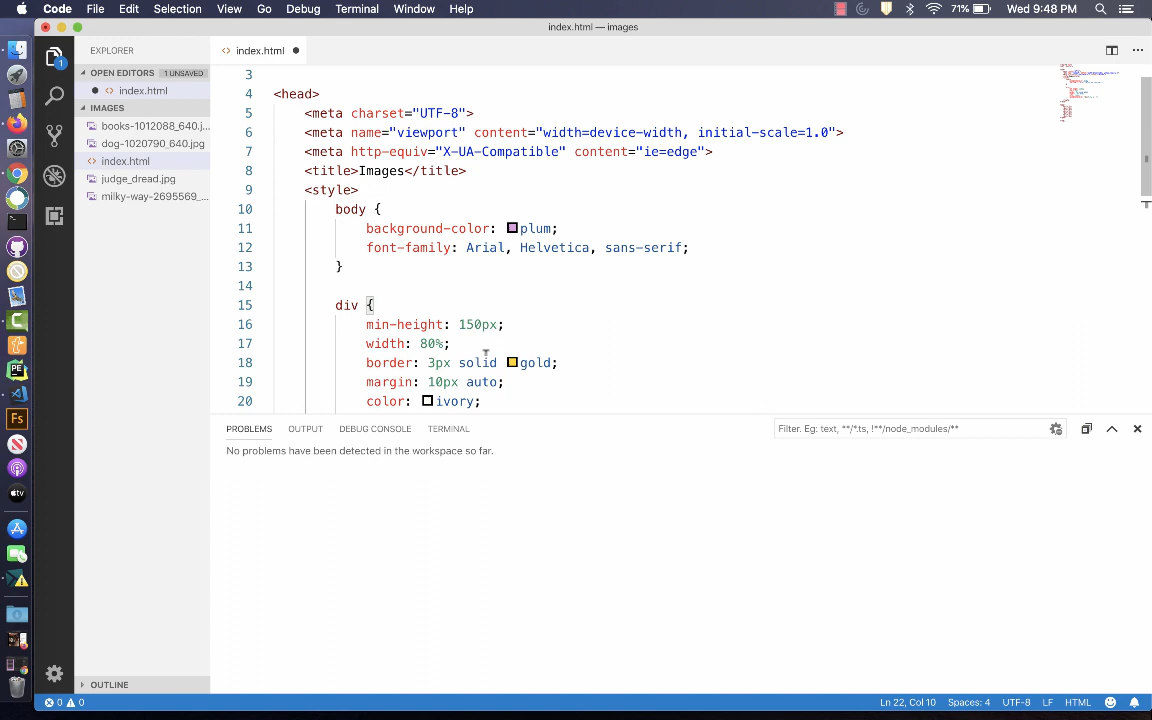 Code File Edit Selection View Go Debug Terminal Window Help 71% Wed 9:48 PM
index.html — images
EXPLORER
index.html
OPEN EDITORS 1 UNSAVED
index.html
IMAGES
books-1012088_640.j...
dog-1020790_640.jpg
index.html
judge_dread.jpg
milky-way-2695569_...
1
3
4 <head>
5 <meta charset="UTF-8">
6 <meta name="viewport" content="width=device-width, initial-scale=1.0">
7 <meta http-equiv="X-UA-Compatible" content="ie=edge">
8 <title>Images</title>
9 <style>
10 body {
11 background-color: plum;
12 font-family: Arial, Helvetica, sans-serif;
13 }
14
15 div {
16 min-height: 150px;
17 width: 80%;
18 border: 3px solid gold;
19 margin: 10px auto;
20 color: ivory;
PROBLEMS OUTPUT DEBUG CONSOLE TERMINAL Filter. Eg: text, **/*.ts, !**/node_modules/**
No problems have been detected in the workspace so far.
PE
Fs
tv
OUTLINE
0 0 Ln 22, Col 10 Spaces: 4 UTF-8 LF HTML